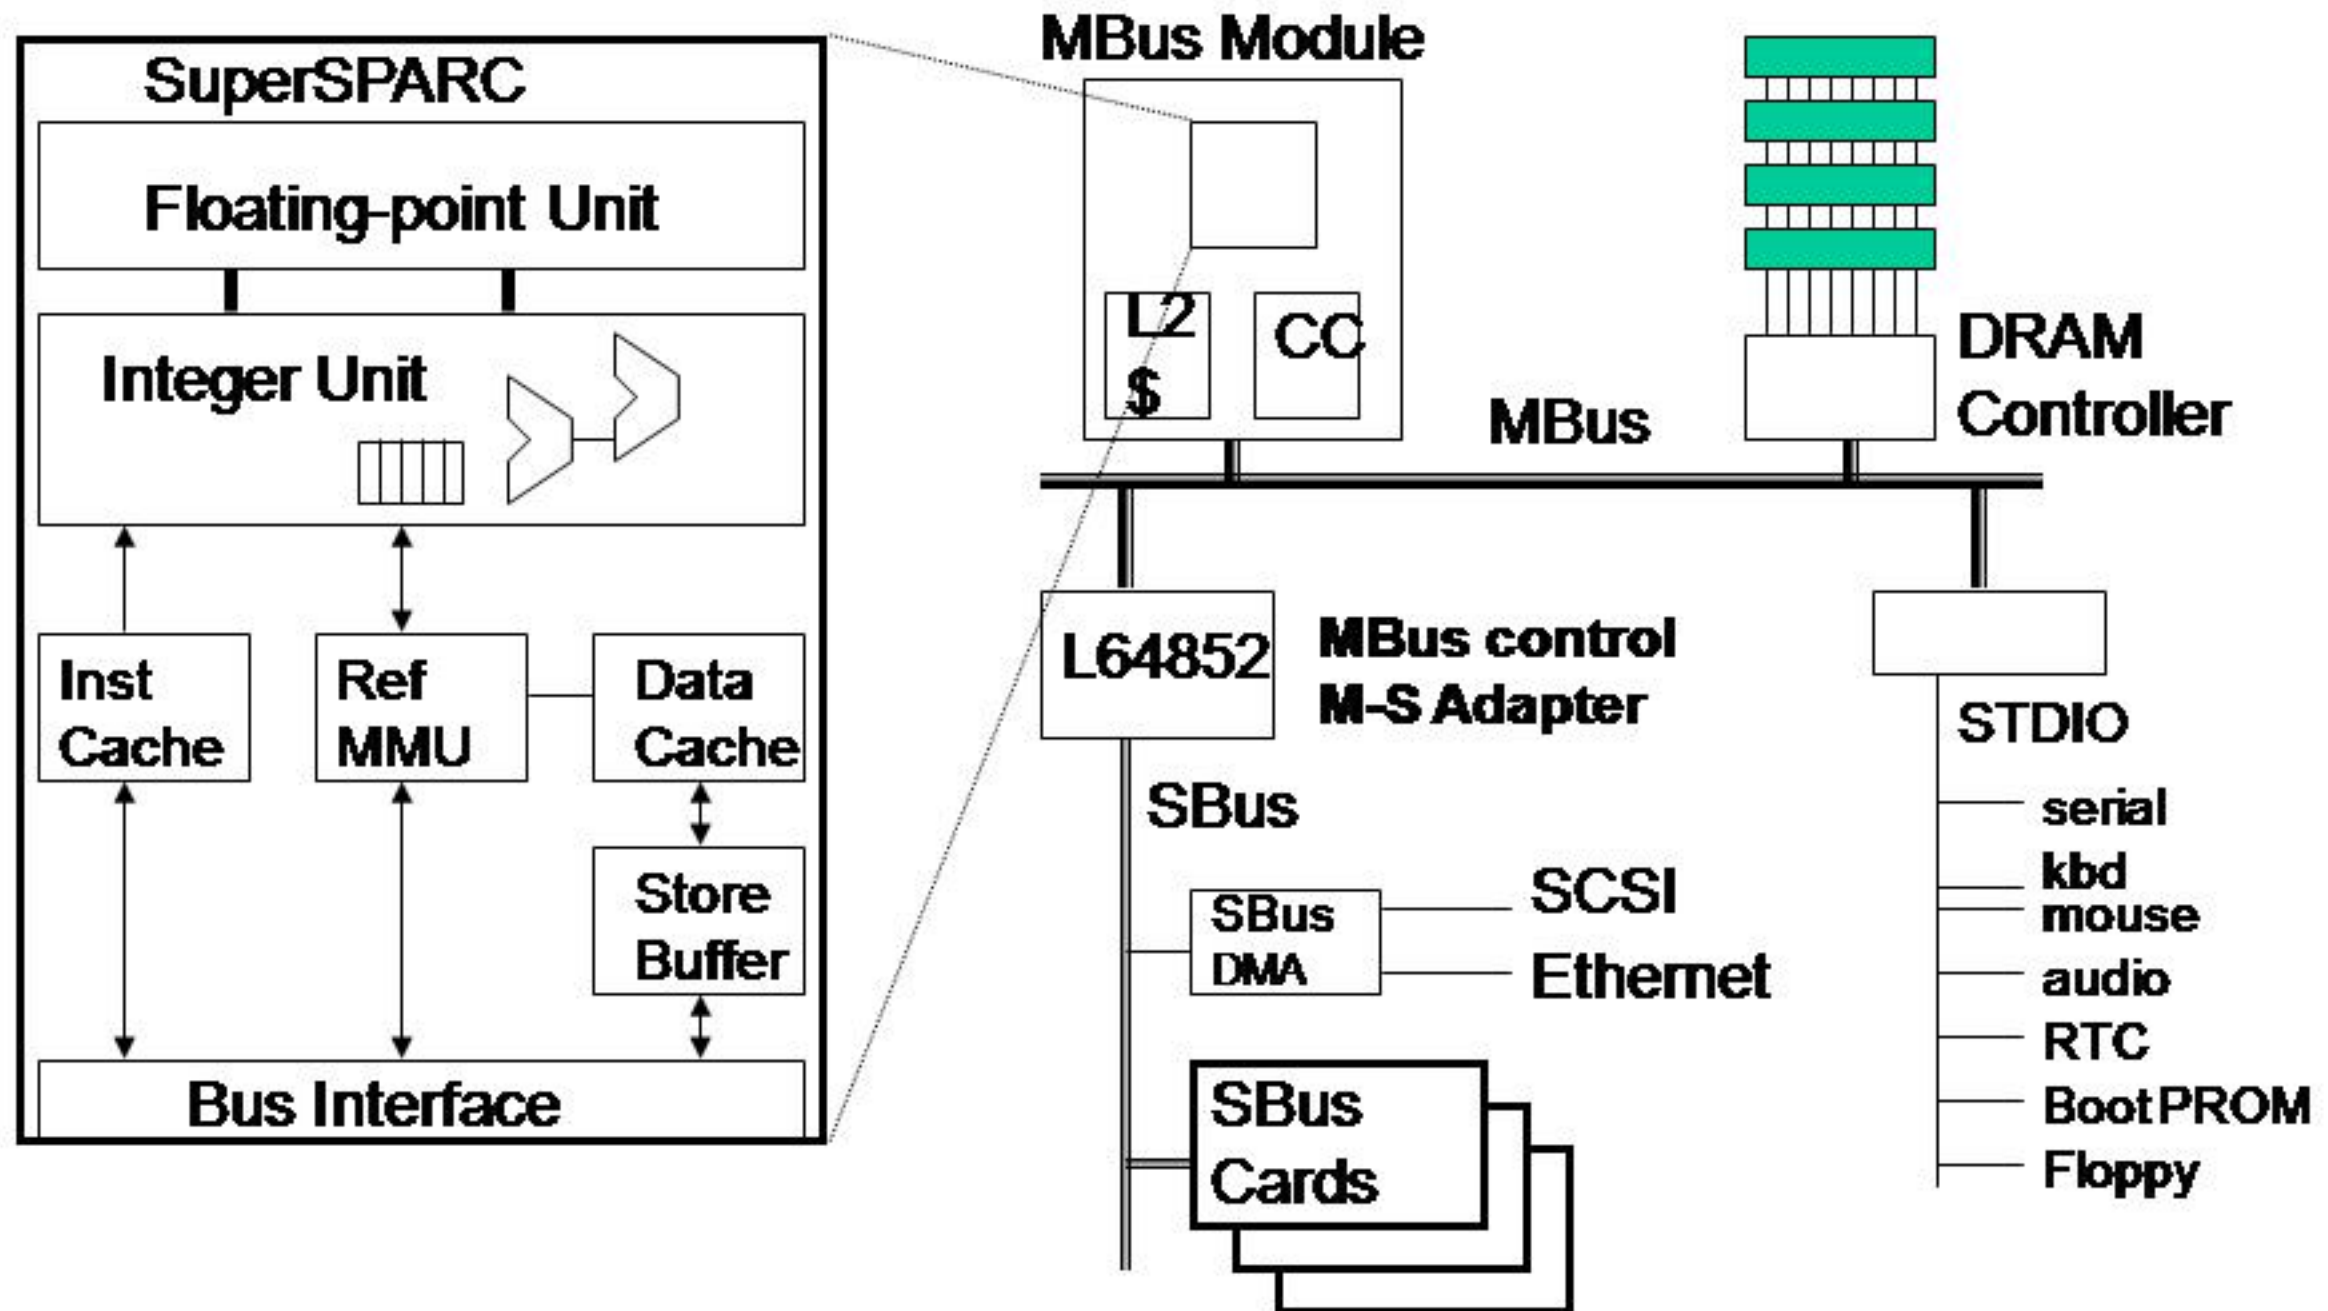 SuperSPARC
Floating-point Unit
Integer Unit
Inst
Cache
Ref
MMU
Data
Cache
Store
Buffer
Bus Interface
MBus Module
L2
$
CC
MBus
DRAM
Controller
L64852
MBus control
M-S Adapter
STDIO
SBus
serial
kbd
mouse
audio
RTC
Boot PROM
Floppy
SBus
DMA
SCSI
Ethernet
SBus
Cards